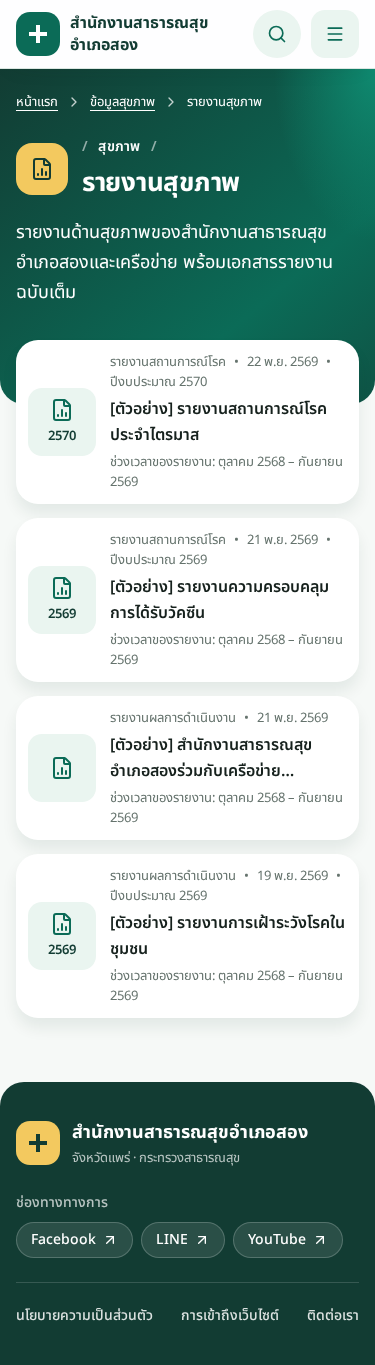 สำนักงานสาธารณสุข
อำเภอสอง
หน้าแรก > ข้อมูลสุขภาพ > รายงานสุขภาพ
/ สุขภาพ /
รายงานสุขภาพ
รายงานด้านสุขภาพของสำนักงานสาธารณสุข
อำเภอสองและเครือข่าย พร้อมเอกสารรายงาน
ฉบับเต็ม
รายงานสถานการณ์โรค • 22 พ.ย. 2569 •
ปีงบประมาณ 2570
2570
[ตัวอย่าง] รายงานสถานการณ์โรค
ประจำไตรมาส
ช่วงเวลาของรายงาน: ตุลาคม 2568 – กันยายน
2569
รายงานสถานการณ์โรค • 21 พ.ย. 2569 •
ปีงบประมาณ 2569
2569
[ตัวอย่าง] รายงานความครอบคลุม
การได้รับวัคซีน
ช่วงเวลาของรายงาน: ตุลาคม 2568 – กันยายน
2569
รายงานผลการดำเนินงาน • 21 พ.ย. 2569
[ตัวอย่าง] สำนักงานสาธารณสุข
อำเภอสองร่วมกับเครือข่าย...
ช่วงเวลาของรายงาน: ตุลาคม 2568 – กันยายน
2569
รายงานผลการดำเนินงาน • 19 พ.ย. 2569 •
ปีงบประมาณ 2569
2569
[ตัวอย่าง] รายงานการเฝ้าระวังโรคใน
ชุมชน
ช่วงเวลาของรายงาน: ตุลาคม 2568 – กันยายน
2569
สำนักงานสาธารณสุขอำเภอสอง
จังหวัดแพร่ · กระทรวงสาธารณสุข
ช่องทางทางการ
Facebook LINE YouTube
นโยบายความเป็นส่วนตัว การเข้าถึงเว็บไซต์ ติดต่อเรา